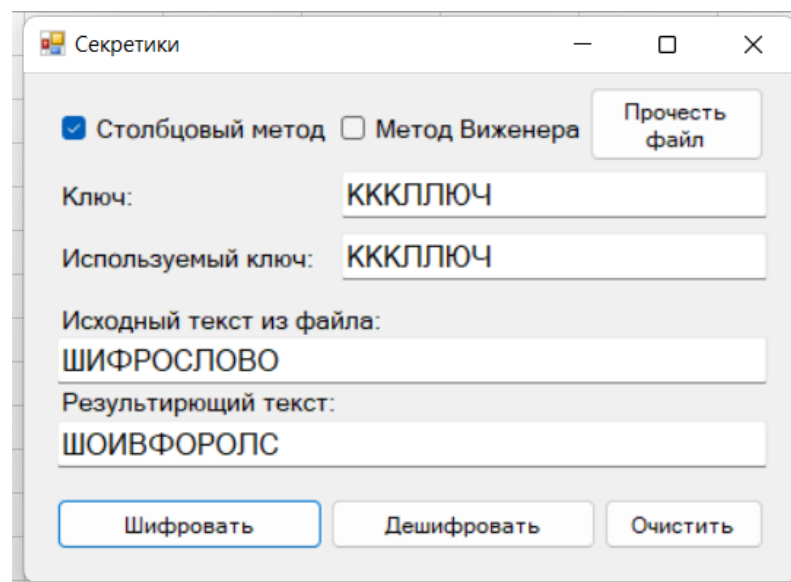 Секретики
Столбцовый метод Метод Виженера Прочесть
файл
Ключ: КККЛЛЮЧ
Используемый ключ: КККЛЛЮЧ
Исходный текст из файла:
ШИФРОСЛОВО
Результирющий текст:
ШОИВФОРОЛС
Шифровать Дешифровать Очистить